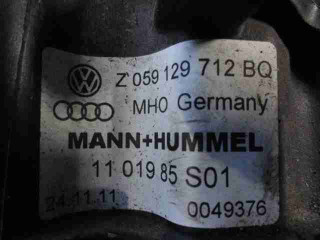 Z 059 129 712 BQ
MH0 Germany
MANN+HUMMEL
11 019 85 S01
24.11.11 0049376